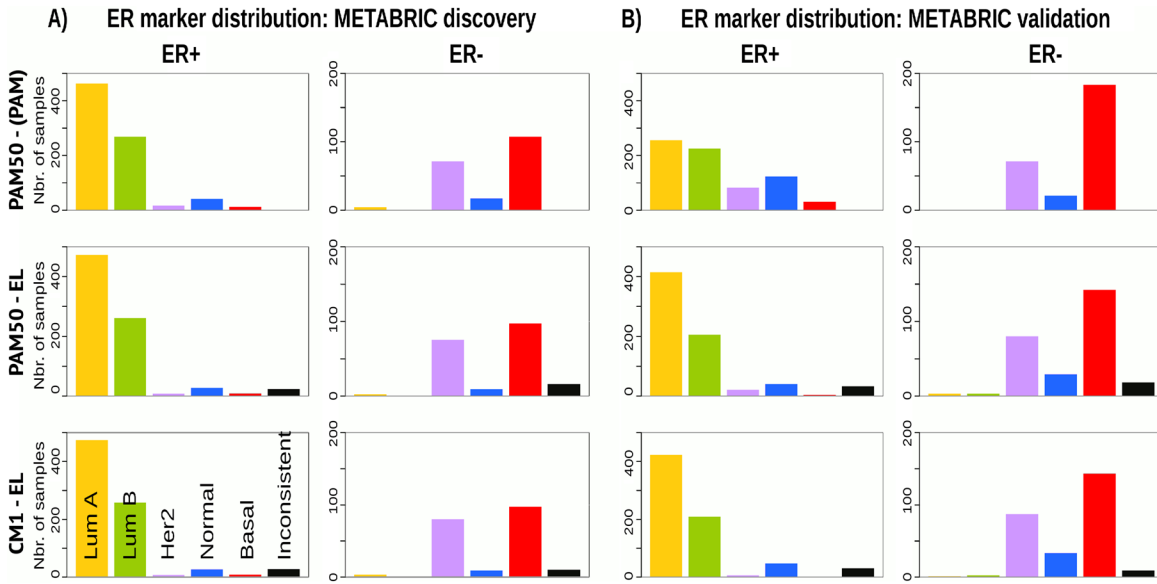 A) ER marker distribution: METABRIC discovery
B) ER marker distribution: METABRIC validation
ER+
ER-
ER+
ER-
PAM50 - (PAM)
Nbr. of samples
0 200 400
0 100 200
0 200 400
0 100 200
PAM50 - EL
Nbr. of samples
0 200 400
0 100 200
0 200 400
0 100 200
CM1 - EL
Nbr. of samples
0 200 400
Lum A
Lum B
Her2
Normal
Basal
Inconsistent
0 100 200
0 200 400
0 100 200